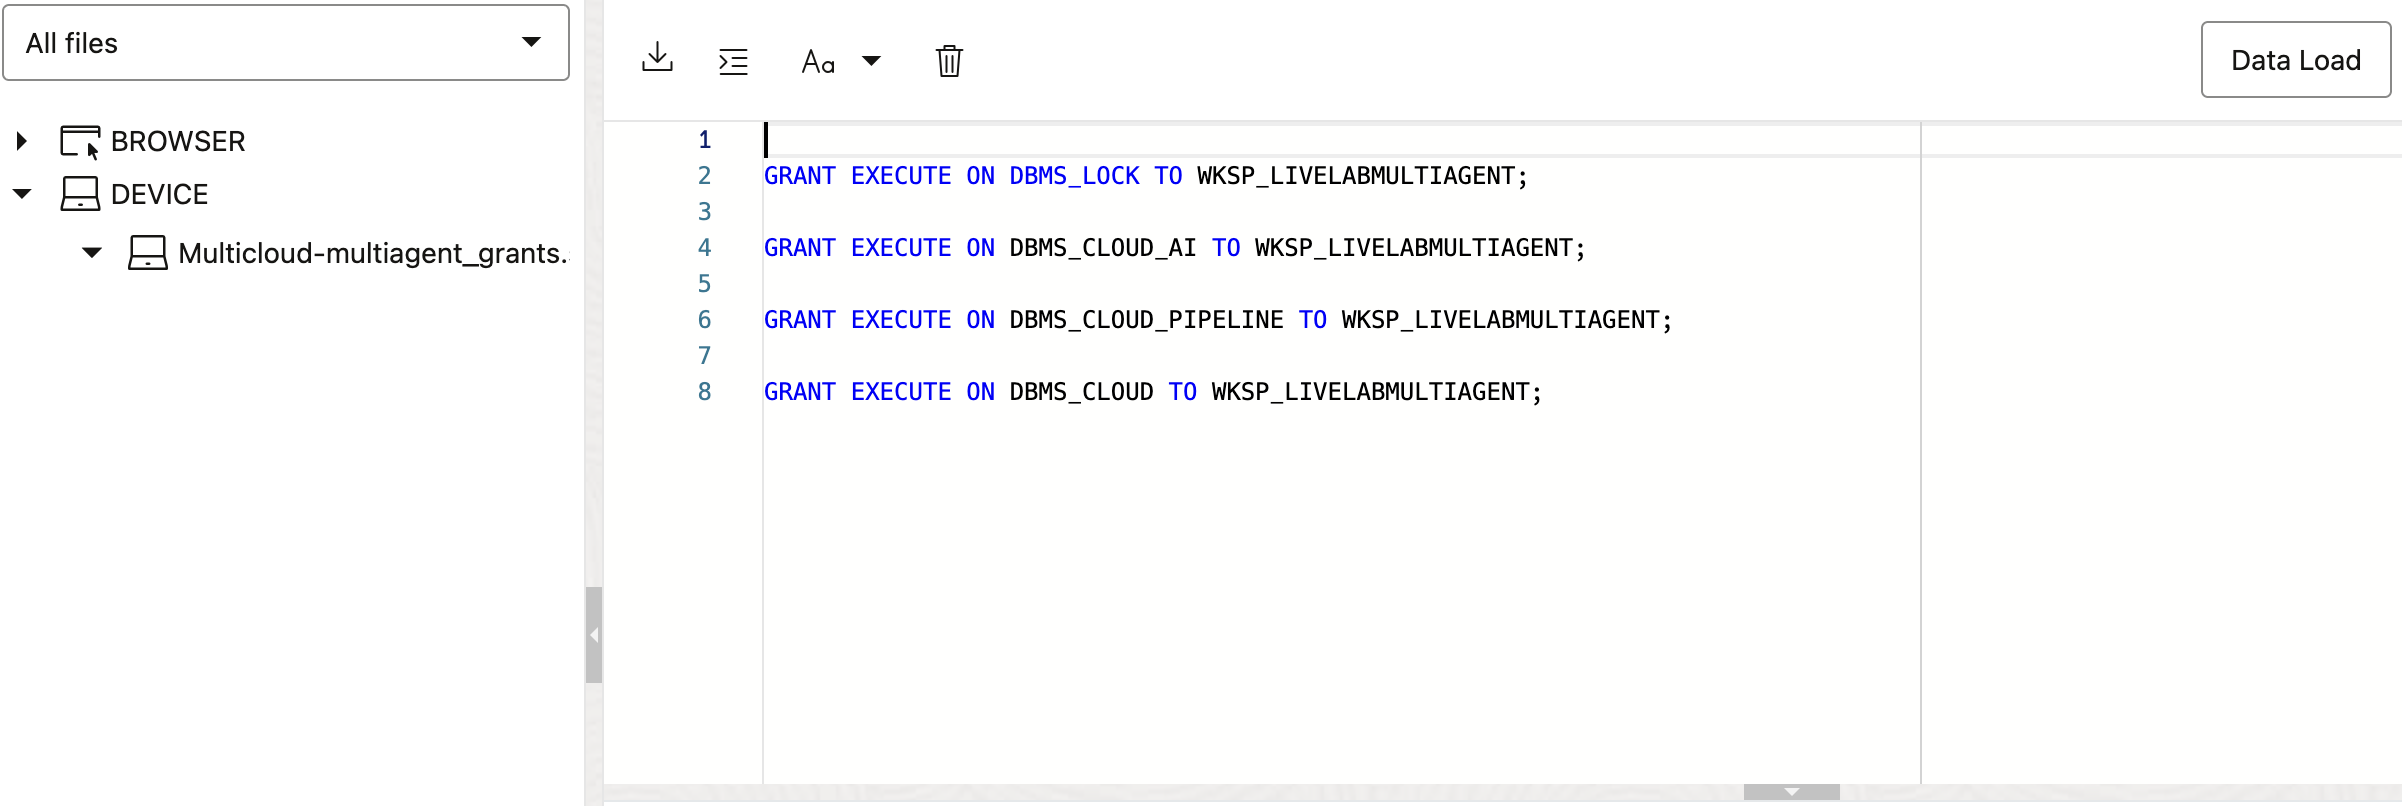 All files
BROWSER
DEVICE
Multicloud-multiagent_grants.
Aa
Data Load
1
2 GRANT EXECUTE ON DBMS_LOCK TO WKSP_LIVELABMULTIAGENT;
3
4 GRANT EXECUTE ON DBMS_CLOUD_AI TO WKSP_LIVELABMULTIAGENT;
5
6 GRANT EXECUTE ON DBMS_CLOUD_PIPELINE TO WKSP_LIVELABMULTIAGENT;
7
8 GRANT EXECUTE ON DBMS_CLOUD TO WKSP_LIVELABMULTIAGENT;